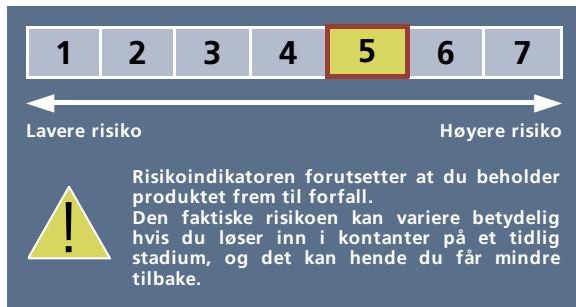 1 2 3 4 5 6 7
Lavere risiko Høyere risiko
Risikoindikatoren forutsetter at du beholder
produktet frem til forfall.
Den faktiske risikoen kan variere betydelig
hvis du løser inn i kontanter på et tidlig
stadium, og det kan hende du får mindre
tilbake.
!